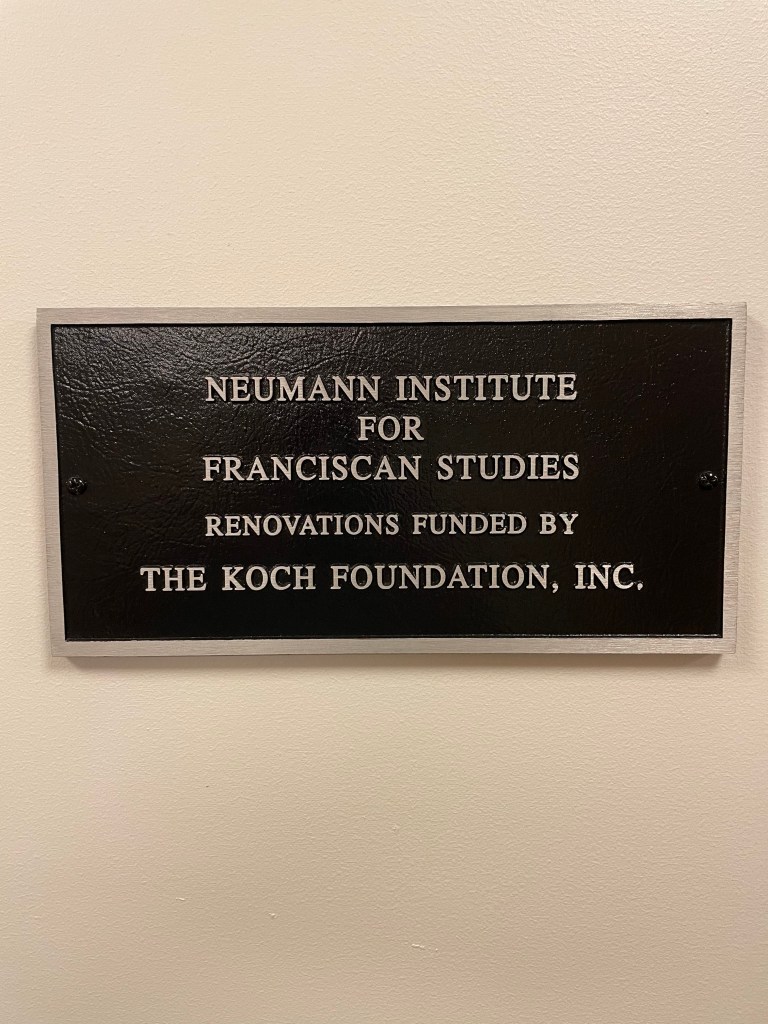 NEUMANN INSTITUTE
FOR
FRANCISCAN STUDIES
RENOVATIONS FUNDED BY
THE KOCH FOUNDATION, INC.